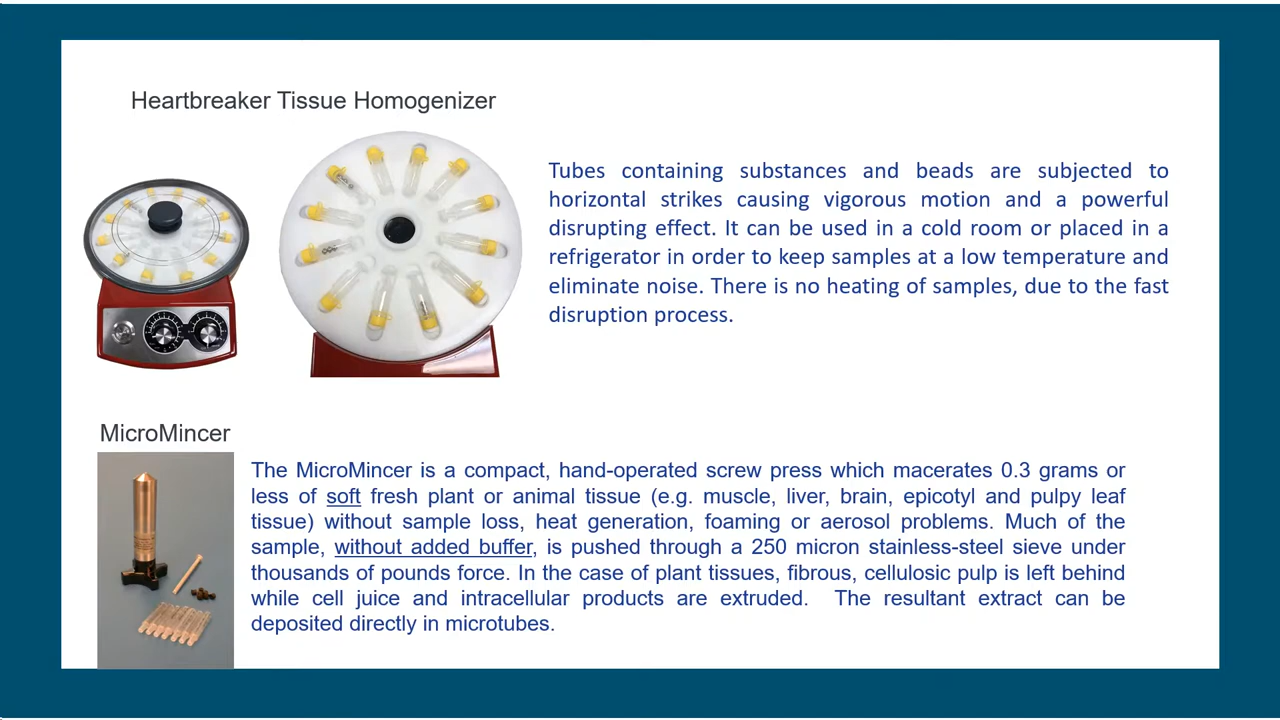 Heartbreaker Tissue Homogenizer
Tubes containing substances and beads are subjected to
horizontal strikes causing vigorous motion and a powerful
disrupting effect. It can be used in a cold room or placed in a
refrigerator in order to keep samples at a low temperature and
eliminate noise. There is no heating of samples, due to the fast
disruption process.
MicroMincer
The MicroMincer is a compact, hand-operated screw press which macerates 0.3 grams or
less of soft fresh plant or animal tissue (e.g. muscle, liver, brain, epicotyl and pulpy leaf
tissue) without sample loss, heat generation, foaming or aerosol problems. Much of the
sample, without added buffer, is pushed through a 250 micron stainless-steel sieve under
thousands of pounds force. In the case of plant tissues, fibrous, cellulosic pulp is left behind
while cell juice and intracellular products are extruded. The resultant extract can be
deposited directly in microtubes.